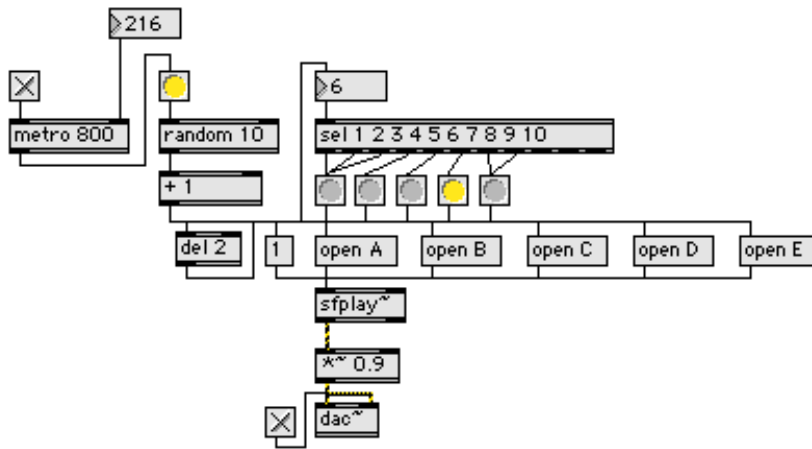 216
6
metro 800
random 10
sel 1 2 3 4 5 6 7 8 9 10
+ 1
del 2
1
open A
open B
open C
open D
open E
sfplay~
*~ 0.9
dac~